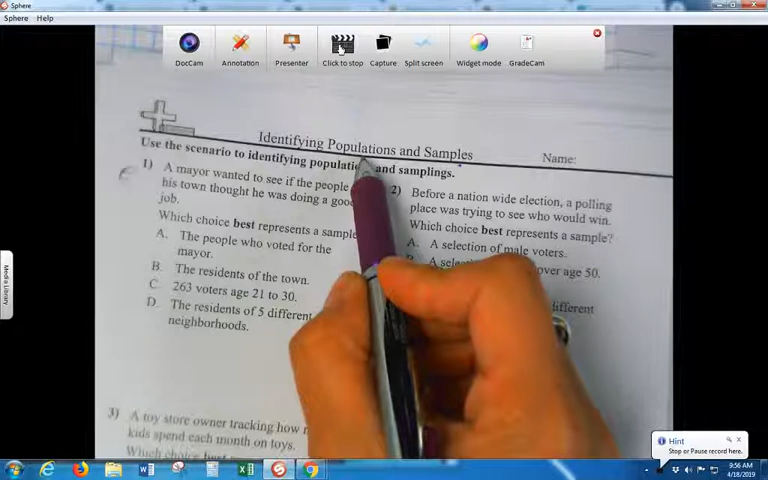 Sphere
Sphere Help
DocCam
Annotation
Presenter
Click to stop
Capture
Split screen
Widget mode
GradeCam
Identifying Populations and Samples
Name:
Use the scenario to identifying populati and samplings.
1) A mayor wanted to see if the people
his town thought he was doing a good
job.
Which choice best represents a sample
A. The people who voted for the
mayor.
B. The residents of the town.
C. 263 voters age 21 to 30.
D. The residents of 5 different
neighborhoods.
2) Before a nation wide election, a polling
place was trying to see who would win.
Which choice best represents a sample?
A. A selection of male voters.
over age 50.
different
3) A toy store owner tracking how
kids spend each month on toys.
Which choice
Media Library
Hint
Stop or Pause record here.
9:56 AM
4/18/2019